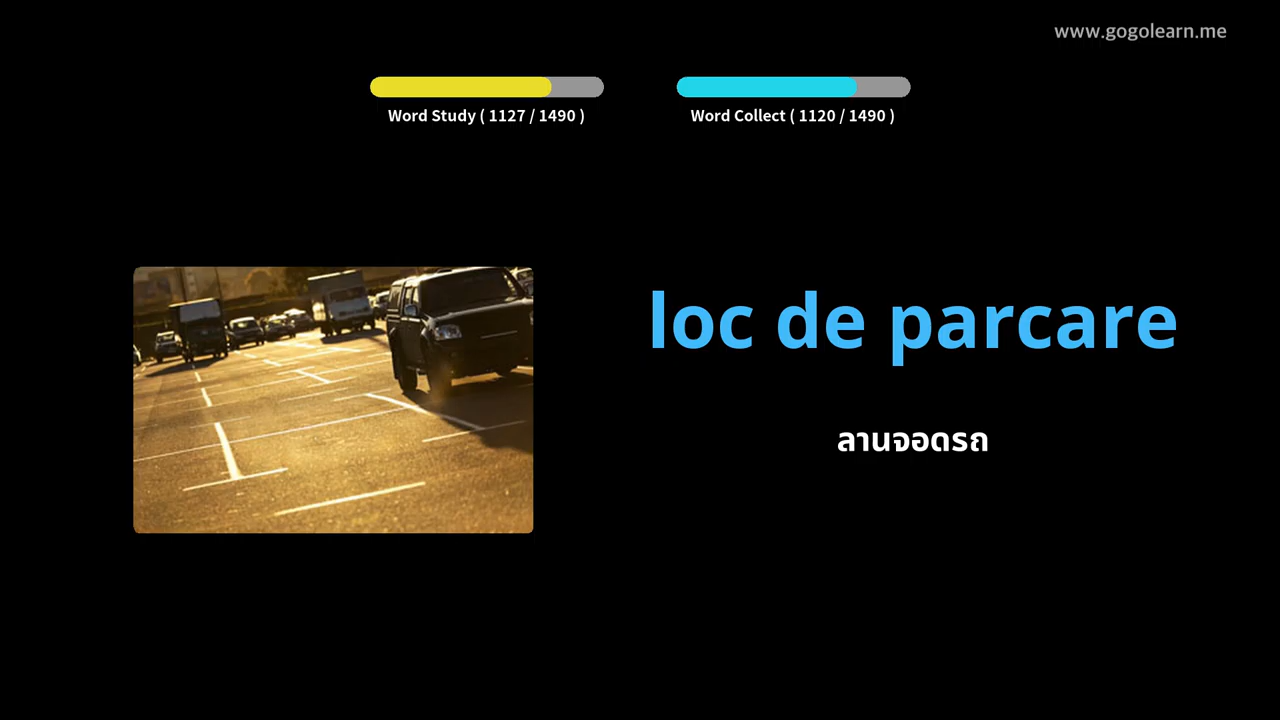 www.gogolearn.me
Word Study ( 1127 / 1490 )
Word Collect ( 1120 / 1490 )
loc de parcare
ลานจอดรถ